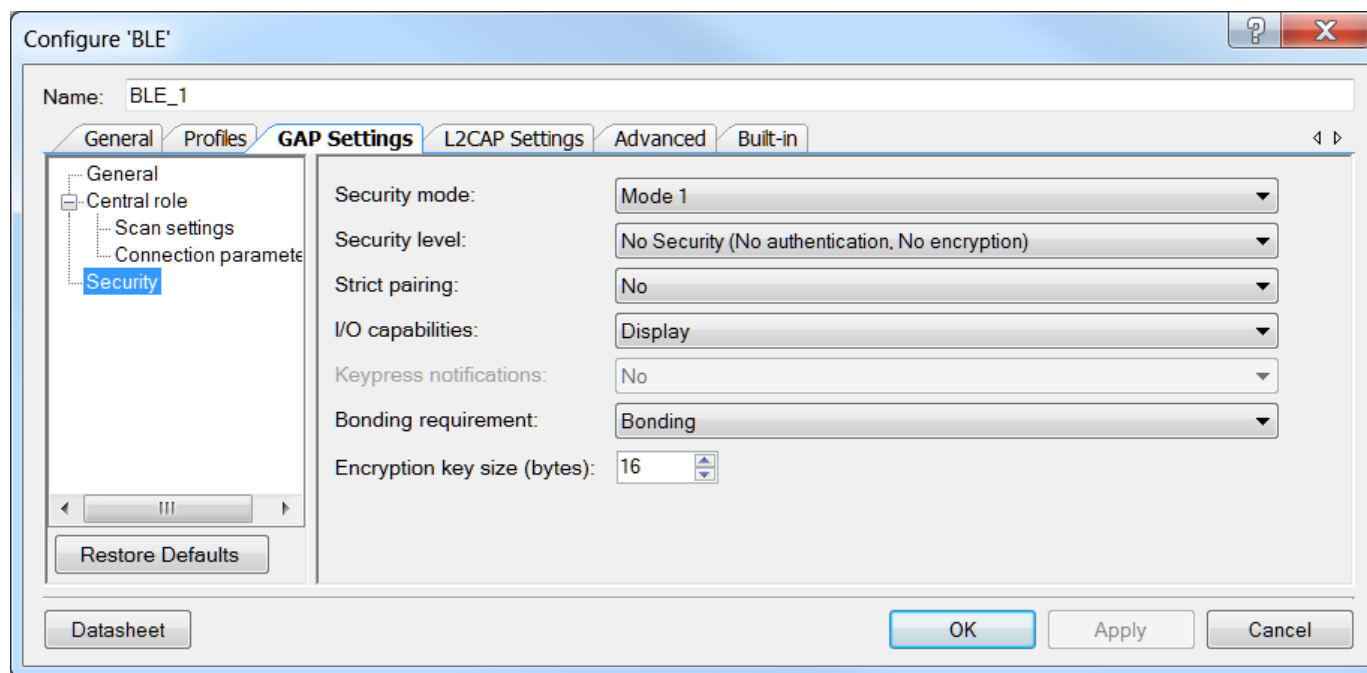 Configure 'BLE'
Name: BLE_1
General Profiles GAP Settings L2CAP Settings Advanced Built-in
General
Central role
Scan settings
Connection paramete
Security
Restore Defaults
Security mode: Mode 1
Security level: No Security (No authentication, No encryption)
Strict pairing: No
I/O capabilities: Display
Keypress notifications: No
Bonding requirement: Bonding
Encryption key size (bytes): 16
Datasheet OK Apply Cancel